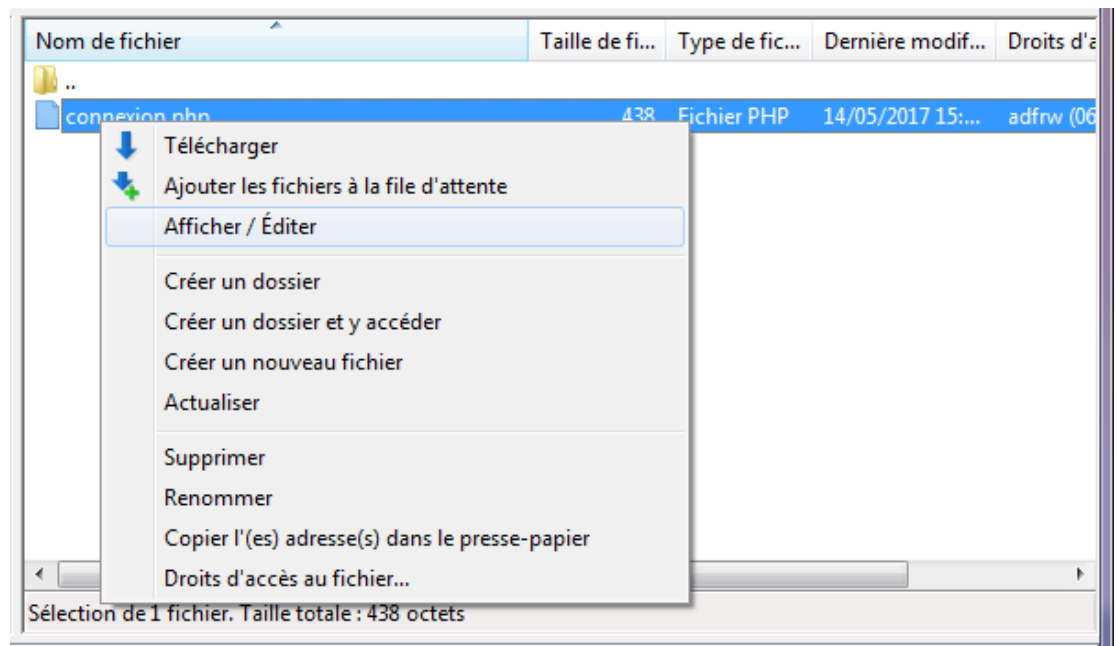 Nom de fichier Taille de fi... Type de fic... Dernière modif... Droits d'a
..
connexion.php 438 Fichier PHP 14/05/2017 15:... adfrw (06
Télécharger
Ajouter les fichiers à la file d'attente
Afficher / Éditer
Créer un dossier
Créer un dossier et y accéder
Créer un nouveau fichier
Actualiser
Supprimer
Renommer
Copier l'(es) adresse(s) dans le presse-papier
Droits d'accès au fichier...
Sélection de 1 fichier. Taille totale : 438 octets